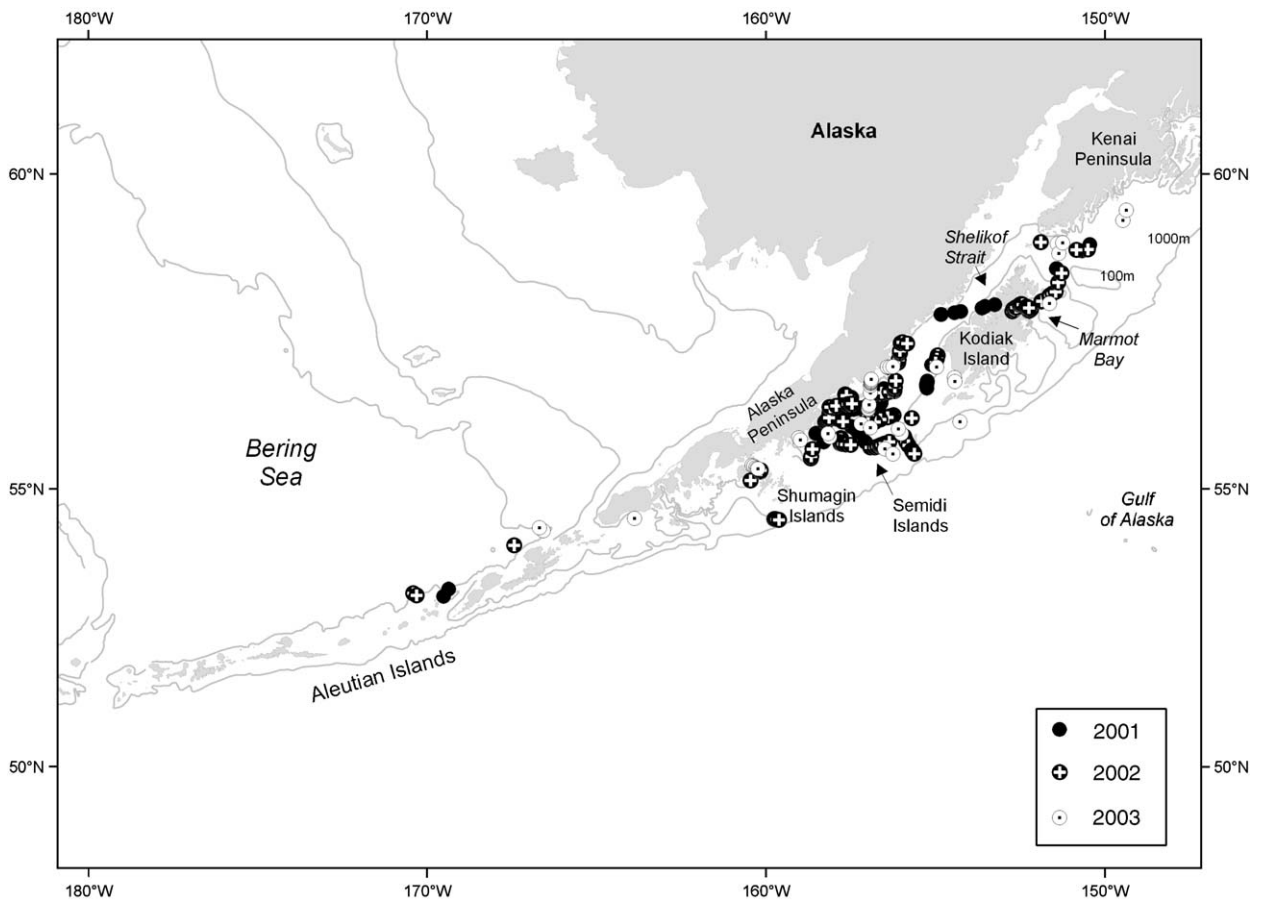 180°W 170°W 160°W 150°W
Alaska
Kenai
Peninsula
60°N 60°N
Shelikof
Strait
1000m
100m
Kodiak
Island
Marmot
Bay
Alaska
Peninsula
Bering
Sea
55°N 55°N
Shumagin
Islands
Semidi
Islands
Gulf
of Alaska
Aleutian Islands
2001
2002
2003
50°N 50°N
180°W 170°W 160°W 150°W